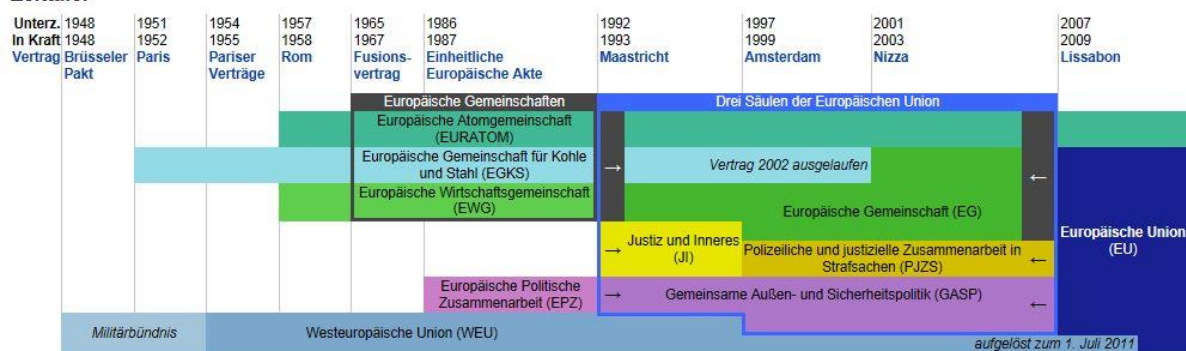 Unterz. 1948 1951 1954 1957 1965 1986 1992 1997 2001 2007
In Kraft 1948 1952 1955 1958 1967 1987 1993 1999 2003 2009
Vertrag Brüsseler Paris Pariser Rom Fusions- Einheitliche Maastricht Amsterdam Nizza Lissabon
Pakt Verträge vertrag Europäische Akte
Europäische Gemeinschaften Drei Säulen der Europäischen Union
Europäische Atomgemeinschaft
(EURATOM)
Europäische Gemeinschaft für Kohle
und Stahl (EGKS)
→ Vertrag 2002 ausgelaufen ←
Europäische Wirtschaftsgemeinschaft
(EWG)
Europäische Gemeinschaft (EG)
Europäische Union
(EU)
→ Justiz und Inneres
(JI)
Polizeiliche und justizielle Zusammenarbeit in
Strafsachen (PJZS) ←
Europäische Politische
Zusammenarbeit (EPZ)
→ Gemeinsame Außen- und Sicherheitspolitik (GASP) ←
Militärbündnis Westeuropäische Union (WEU)
aufgelöst zum 1. Juli 2011